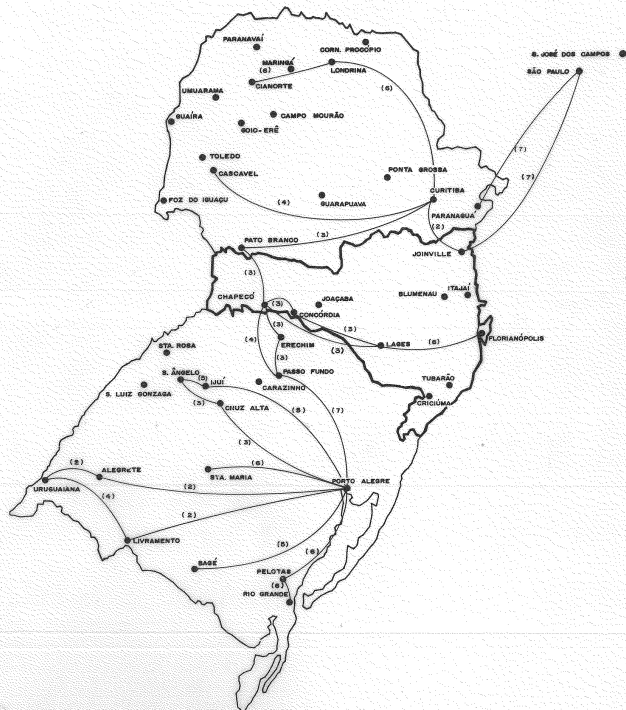 PARANAVAÍ
CORN. PROCÓPIO
S. JOSÉ DOS CAMPOS
MARINGÁ
(6)
LONDRINA
SÃO PAULO
CIANORTE
UMUARAMA
(6)
GUAÍRA
CAMPO MOURÃO
GOIO-ERÊ
(7)
TOLEDO
CASCAVEL
PONTA GROSSA
(7)
CURITIBA
FOZ DO IGUAÇU
(4)
GUARAPUAVA
PARANAGUÁ
(2)
(3)
PATO BRANCO
JOINVILLE
(3)
BLUMENAU
ITAJAÍ
CHAPECÓ
(3)
JOAÇABA
CONCÓRDIA
(3)
(3)
FLORIANÓPOLIS
(4)
ERECHIM
(3)
LAGES
(6)
STA. ROSA
(3)
S. ÂNGELO
(5)
IJUÍ
PASSO FUNDO
CARAZINHO
TUBARÃO
S. LUIZ GONZAGA
CRICIÚMA
(3)
CRUZ ALTA
(5)
(7)
(3)
(2)
ALEGRETE
STA. MARIA
(6)
URUGUAIANA
(2)
PORTO ALEGRE
(4)
(2)
LIVRAMENTO
(5)
(6)
BAGÉ
PELOTAS
(6)
RIO GRANDE